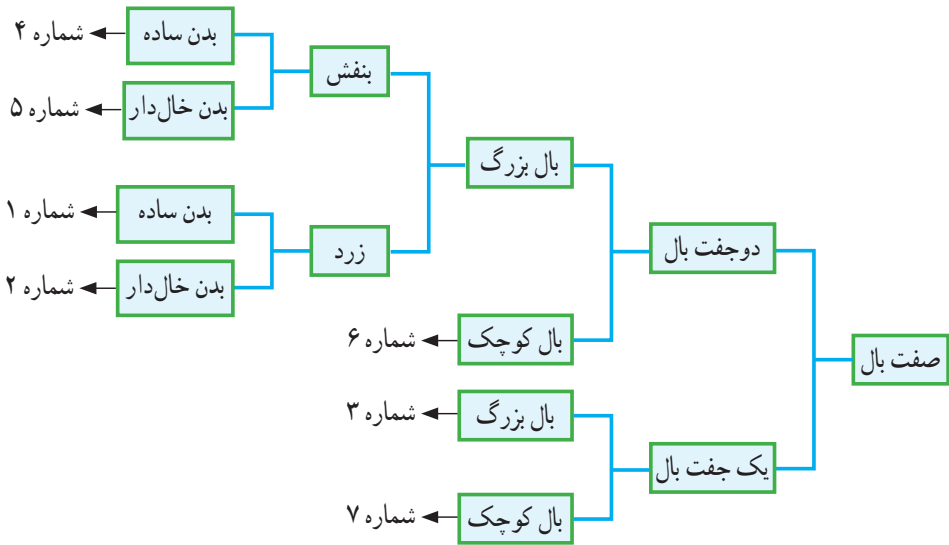 صفت بال
دو جفت بال
یک جفت بال
بال بزرگ
بال کوچک
شماره ۶
بال بزرگ
شماره ۳
بال کوچک
شماره ۷
بنفش
زرد
بدن ساده
شماره ۴
بدن خال‌دار
شماره ۵
بدن ساده
شماره ۱
بدن خال‌دار
شماره ۲